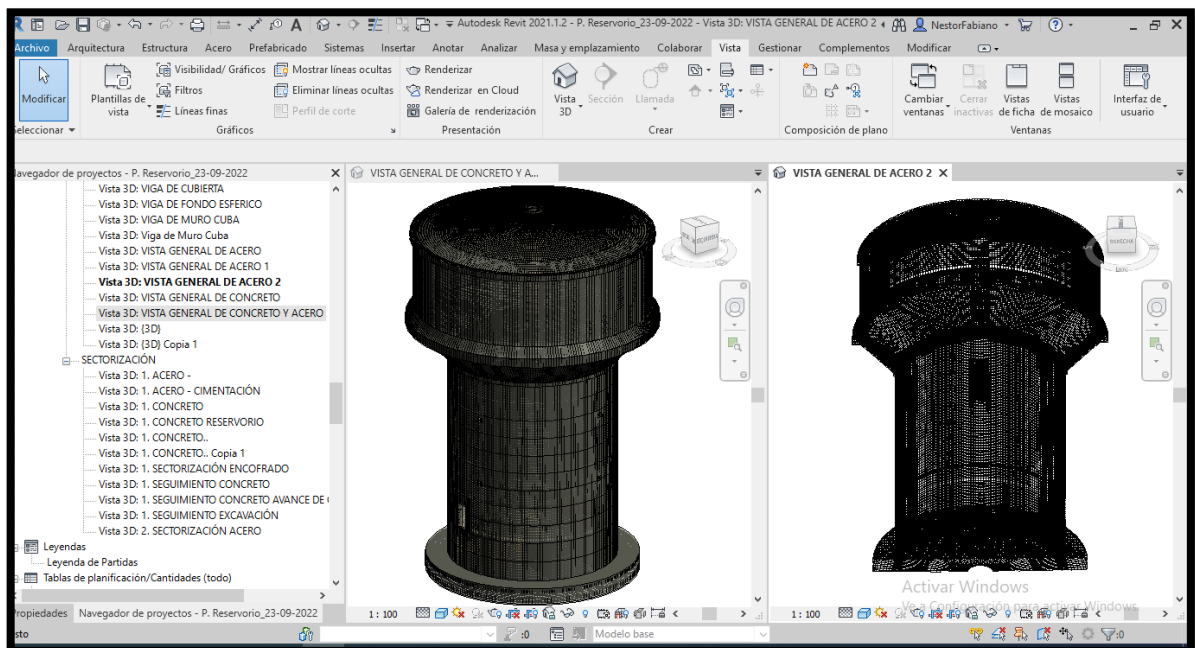 Autodesk Revit 2021.1.2 - P. Reservorio_23-09-2022 - Vista 3D: VISTA GENERAL DE ACERO 2
NestorFabiano
Archivo Arquitectura Estructura Acero Prefabricado Sistemas Insertar Anotar Analizar Masa y emplazamiento Colaborar Vista Gestionar Complementos Modificar
Modificar
Plantillas de vista
Visibilidad/ Gráficos
Filtros
Líneas finas
Mostrar líneas ocultas
Eliminar líneas ocultas
Perfil de corte
Renderizar
Renderizar en Cloud
Galería de renderización
Vista 3D
Sección
Llamada
Cambiar ventanas
Cerrar inactivas
Vistas de ficha
Vistas de mosaico
Interfaz de usuario
Seleccionar
Gráficos
Presentación
Crear
Composición de plano
Ventanas
Navegador de proyectos - P. Reservorio_23-09-2022
Vista 3D: VIGA DE CUBIERTA
Vista 3D: VIGA DE FONDO ESFERICO
Vista 3D: VIGA DE MURO CUBA
Vista 3D: Viga de Muro Cuba
Vista 3D: VISTA GENERAL DE ACERO
Vista 3D: VISTA GENERAL DE ACERO 1
Vista 3D: VISTA GENERAL DE ACERO 2
Vista 3D: VISTA GENERAL DE CONCRETO
Vista 3D: VISTA GENERAL DE CONCRETO Y ACERO
Vista 3D: {3D}
Vista 3D: {3D} Copia 1
SECTORIZACIÓN
Vista 3D: 1. ACERO -
Vista 3D: 1. ACERO - CIMENTACIÓN
Vista 3D: 1. CONCRETO
Vista 3D: 1. CONCRETO RESERVORIO
Vista 3D: 1. CONCRETO..
Vista 3D: 1. CONCRETO.. Copia 1
Vista 3D: 1. SECTORIZACIÓN ENCOFRADO
Vista 3D: 1. SEGUIMIENTO CONCRETO
Vista 3D: 1. SEGUIMIENTO CONCRETO AVANCE DE
Vista 3D: 1. SEGUIMIENTO EXCAVACIÓN
Vista 3D: 2. SECTORIZACIÓN ACERO
Leyendas
Leyenda de Partidas
Tablas de planificación/Cantidades (todo)
Propiedades
Navegador de proyectos - P. Reservorio_23-09-2022
VISTA GENERAL DE CONCRETO Y A...
VISTA GENERAL DE ACERO 2
DERECHA
Activar Windows
Ve a Configuración para activar Windows.
1 : 100
1 : 100
sto
:0
Modelo base
:0